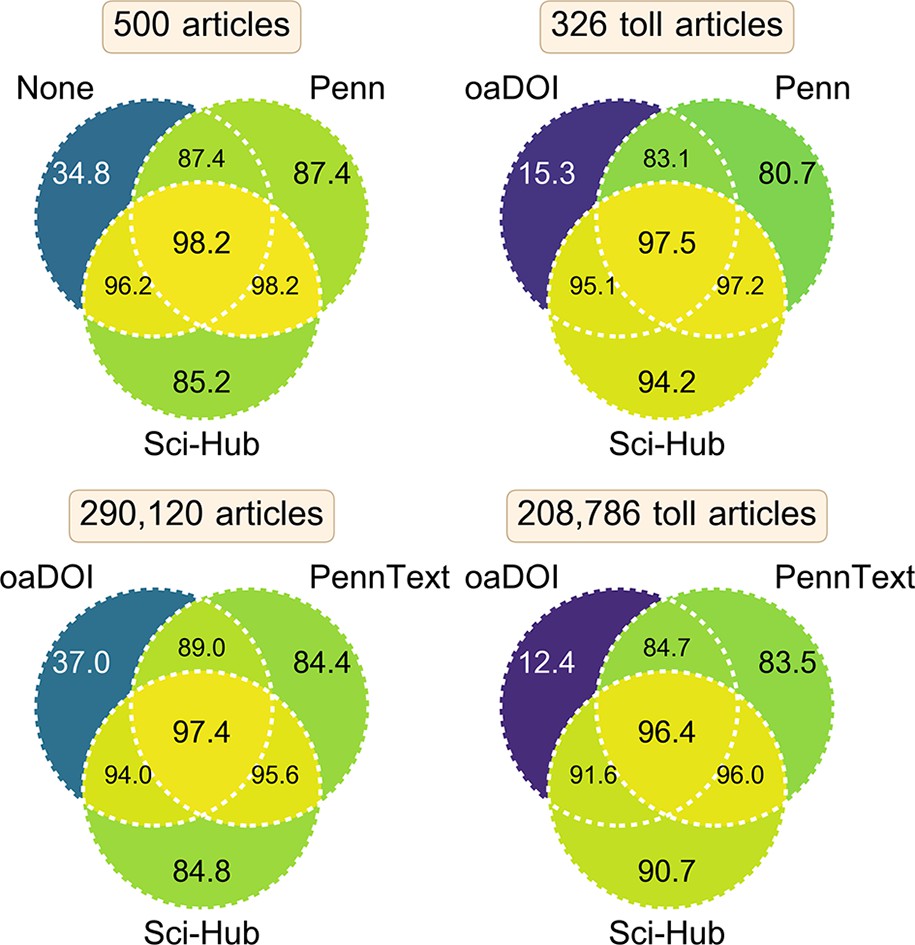 500 articles
326 toll articles
None
Penn
oaDOI
Penn
34.8
87.4
87.4
15.3
83.1
80.7
98.2
97.5
96.2
98.2
95.1
97.2
85.2
94.2
Sci-Hub
Sci-Hub
290,120 articles
208,786 toll articles
oaDOI
PennText
oaDOI
PennText
37.0
89.0
84.4
12.4
84.7
83.5
97.4
96.4
94.0
95.6
91.6
96.0
84.8
90.7
Sci-Hub
Sci-Hub